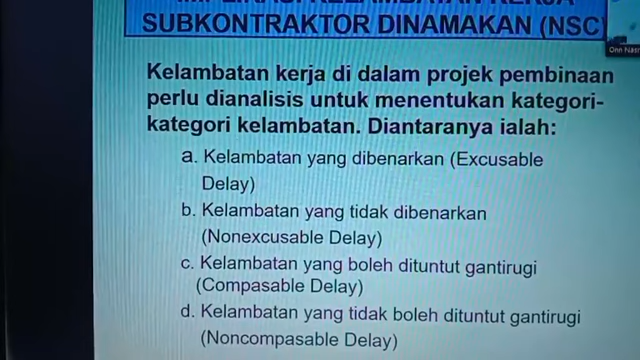 SUBKONTRAKTOR DINAMAKAN (NSC)
Onn Nasr
Kelambatan kerja di dalam projek pembinaan
perlu dianalisis untuk menentukan kategori-
kategori kelambatan. Diantaranya ialah:
a. Kelambatan yang dibenarkan (Excusable
Delay)
b. Kelambatan yang tidak dibenarkan
(Nonexcusable Delay)
c. Kelambatan yang boleh dituntut gantirugi
(Compasable Delay)
d. Kelambatan yang tidak boleh dituntut gantirugi
(Noncompasable Delay)